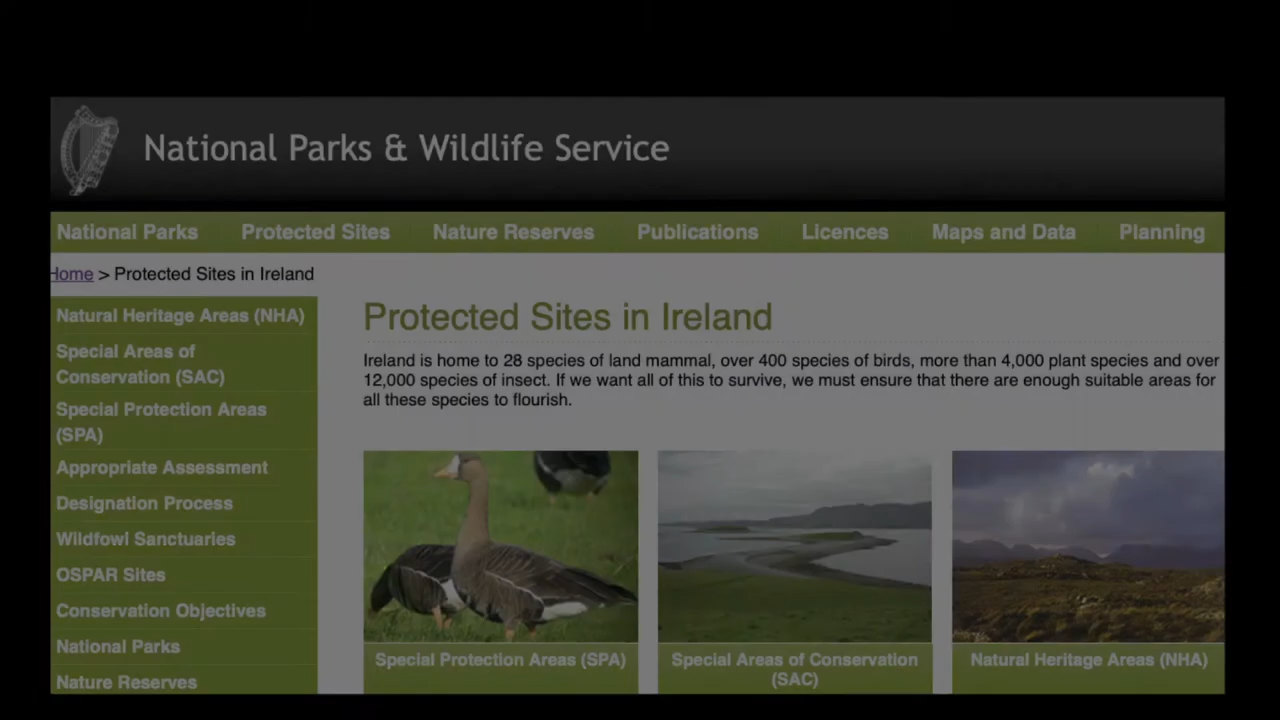 National Parks & Wildlife Service
National Parks
Protected Sites
Nature Reserves
Publications
Licences
Maps and Data
Planning
Home > Protected Sites in Ireland
Natural Heritage Areas (NHA)
Special Areas of
Conservation (SAC)
Special Protection Areas
(SPA)
Appropriate Assessment
Designation Process
Wildfowl Sanctuaries
OSPAR Sites
Conservation Objectives
National Parks
Nature Reserves
Protected Sites in Ireland
Ireland is home to 28 species of land mammal, over 400 species of birds, more than 4,000 plant species and over
12,000 species of insect. If we want all of this to survive, we must ensure that there are enough suitable areas for
all these species to flourish.
Special Protection Areas (SPA)
Special Areas of Conservation
(SAC)
Natural Heritage Areas (NHA)